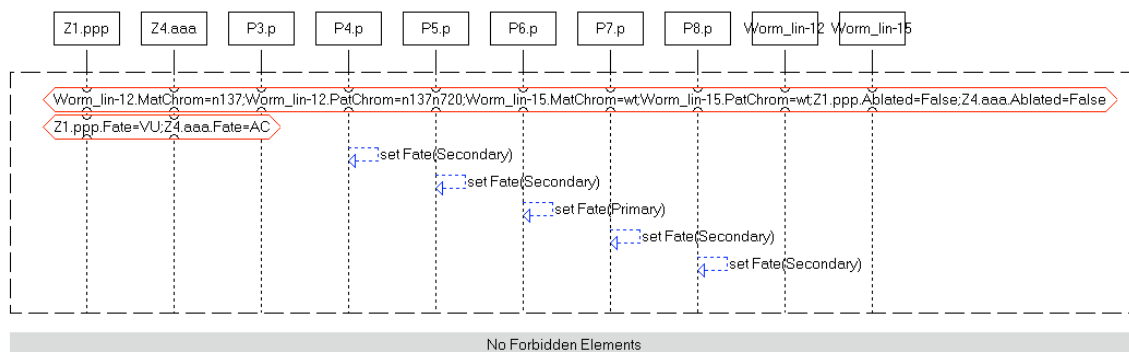 Z1.ppp Z4.aaa P3.p P4.p P5.p P6.p P7.p P8.p Worm_lin-12 Worm_lin-15
Worm_lin-12.MatChrom=n137;Worm_lin-12.PatChrom=n137n720;Worm_lin-15.MatChrom=wt;Worm_lin-15.PatChrom=wt;Z1.ppp.Ablated=False;Z4.aaa.Ablated=False
Z1.ppp.Fate=VU;Z4.aaa.Fate=AC
set Fate(Secondary)
set Fate(Secondary)
set Fate(Primary)
set Fate(Secondary)
set Fate(Secondary)
No Forbidden Elements